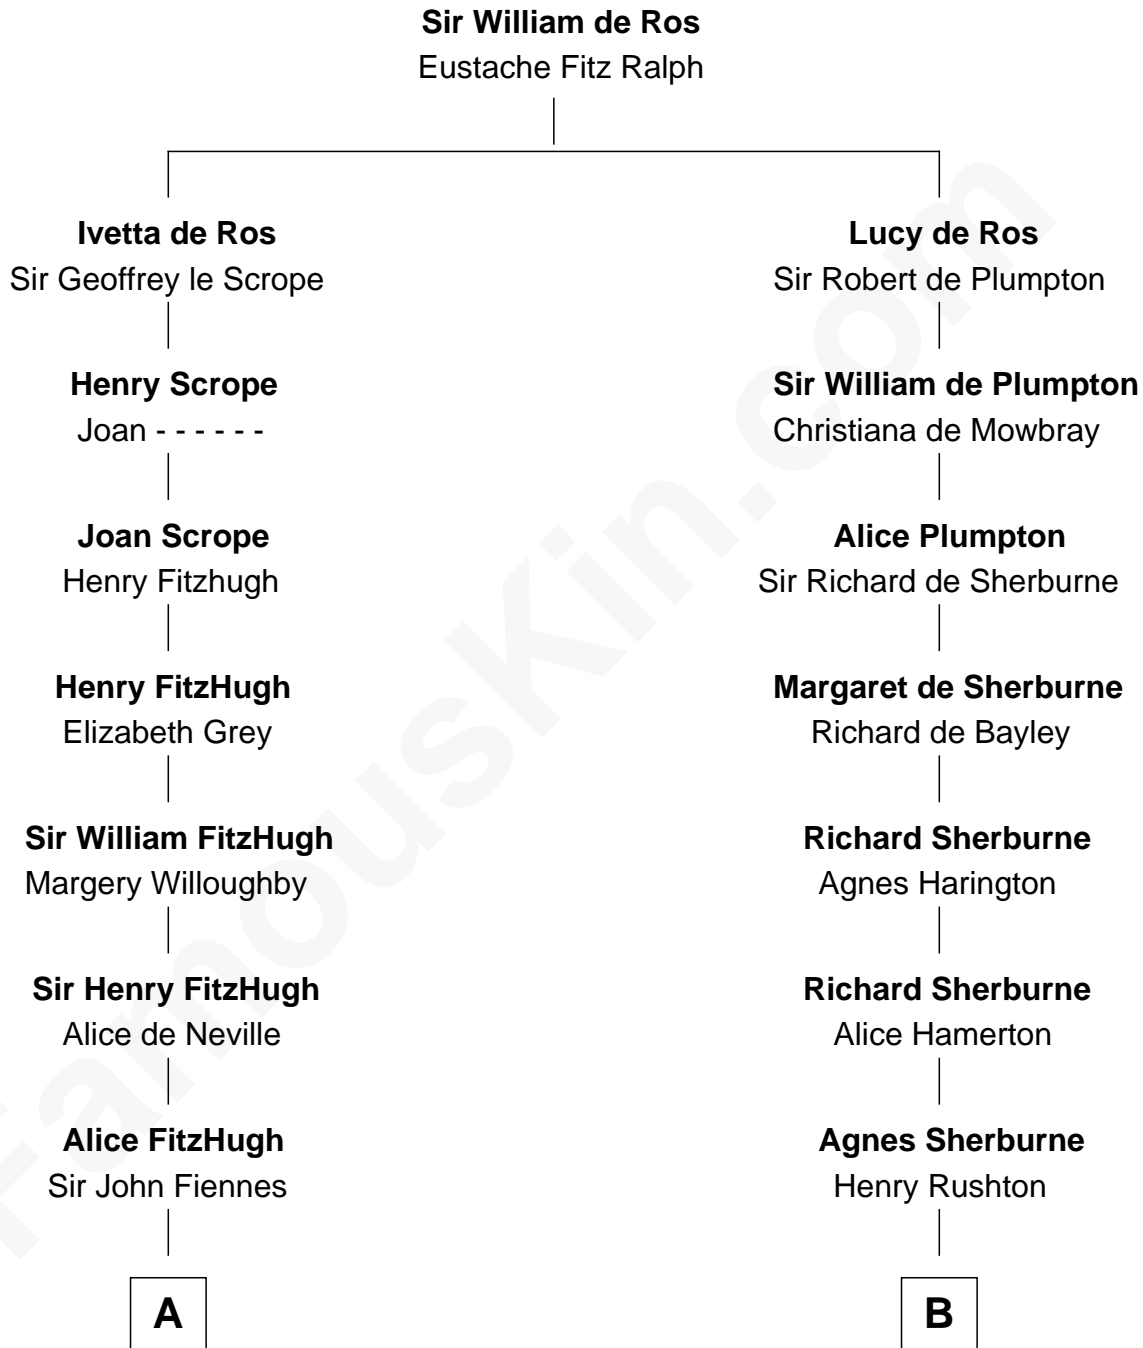 Sir William de Ros
Eustache Fitz Ralph
Ivetta de Ros
Sir Geoffrey le Scrope
Lucy de Ros
Sir Robert de Plumpton
Henry Scrope
Joan - - - - - -
Sir William de Plumpton
Christiana de Mowbray
Joan Scrope
Henry Fitzhugh
Alice Plumpton
Sir Richard de Sherburne
Henry FitzHugh
Elizabeth Grey
Margaret de Sherburne
Richard de Bayley
Sir William FitzHugh
Margery Willoughby
Richard Sherburne
Agnes Harington
Sir Henry FitzHugh
Alice de Neville
Richard Sherburne
Alice Hamerton
Alice FitzHugh
Sir John Fiennes
Agnes Sherburne
Henry Rushton
A
B
FamousKin.com